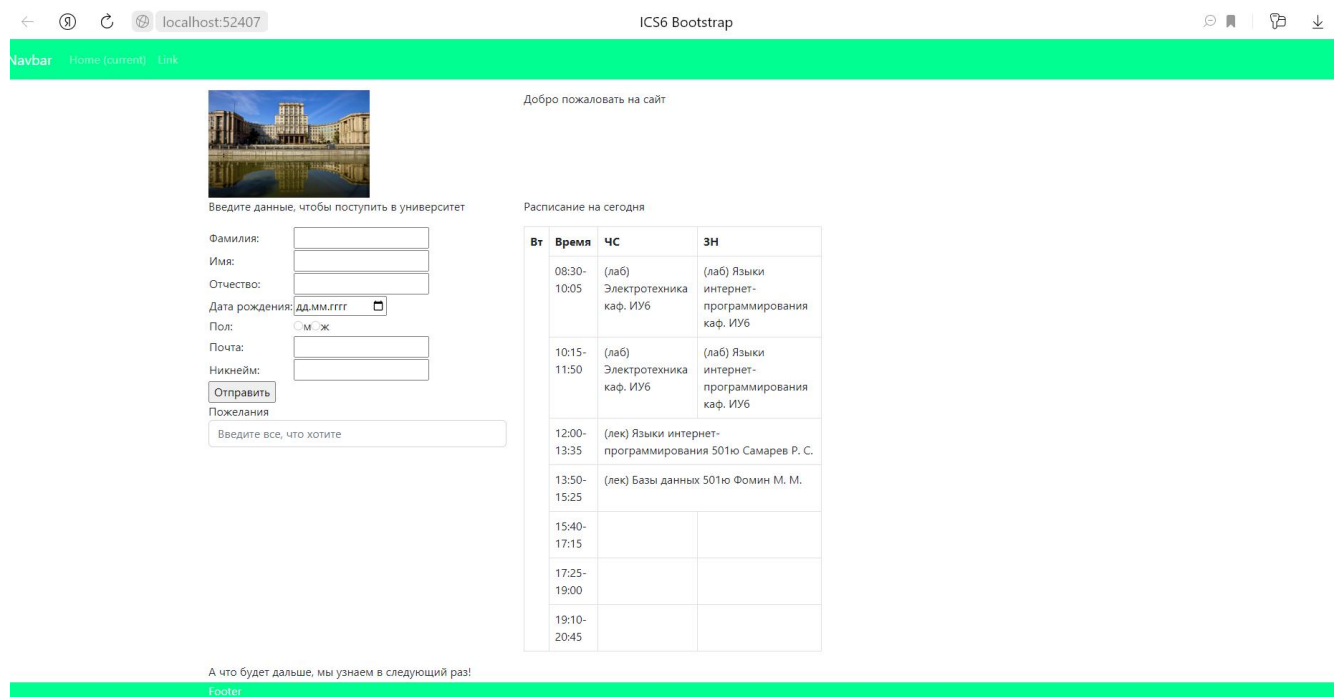 localhost:52407
ICS6 Bootstrap
Navbar Home (current) Link
Добро пожаловать на сайт
Введите данные, чтобы поступить в университет
Фамилия:
Имя:
Отчество:
Дата рождения: дд.мм.гггг
Пол: м ж
Почта:
Никнейм:
Отправить
Пожелания
Введите все, что хотите
Расписание на сегодня
Вт Время ЧС ЗН
08:30- (лаб) (лаб) Языки
10:05 Электротехника интернет-
каф. ИУ6 программирования
каф. ИУ6
10:15- (лаб) (лаб) Языки
11:50 Электротехника интернет-
каф. ИУ6 программирования
каф. ИУ6
12:00- (лек) Языки интернет-
13:35 программирования 501ю Самарев Р. С.
13:50- (лек) Базы данных 501ю Фомин М. М.
15:25
15:40-
17:15
17:25-
19:00
19:10-
20:45
А что будет дальше, мы узнаем в следующий раз!
Footer